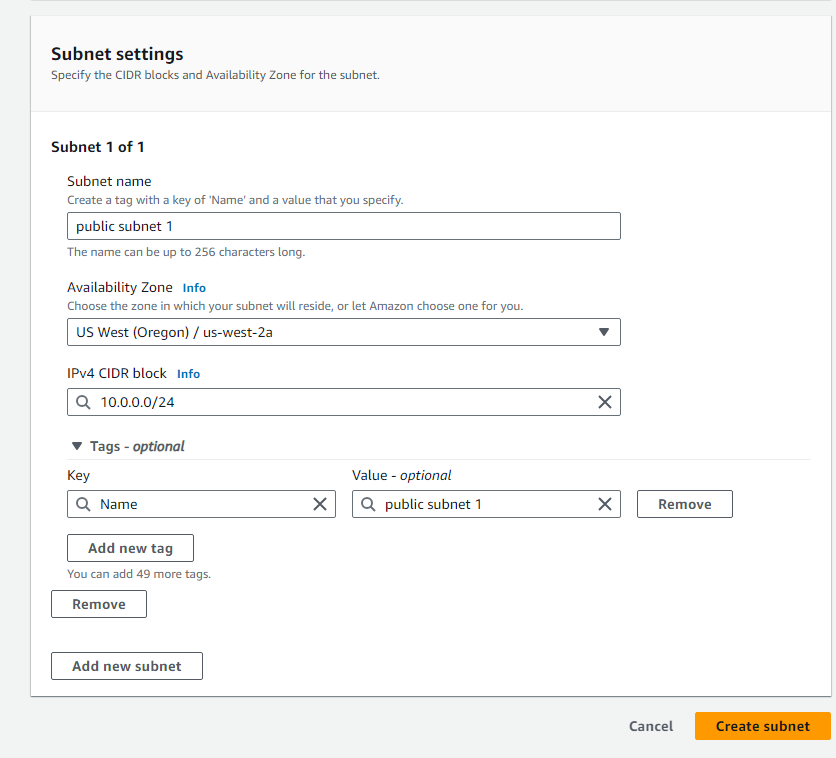 Subnet settings
Specify the CIDR blocks and Availability Zone for the subnet.
Subnet 1 of 1
Subnet name
Create a tag with a key of 'Name' and a value that you specify.
public subnet 1
The name can be up to 256 characters long.
Availability Zone Info
Choose the zone in which your subnet will reside, or let Amazon choose one for you.
US West (Oregon) / us-west-2a
IPv4 CIDR block Info
10.0.0.0/24
Tags - optional
Key Value - optional
Name public subnet 1 Remove
Add new tag
You can add 49 more tags.
Remove
Add new subnet
Cancel Create subnet